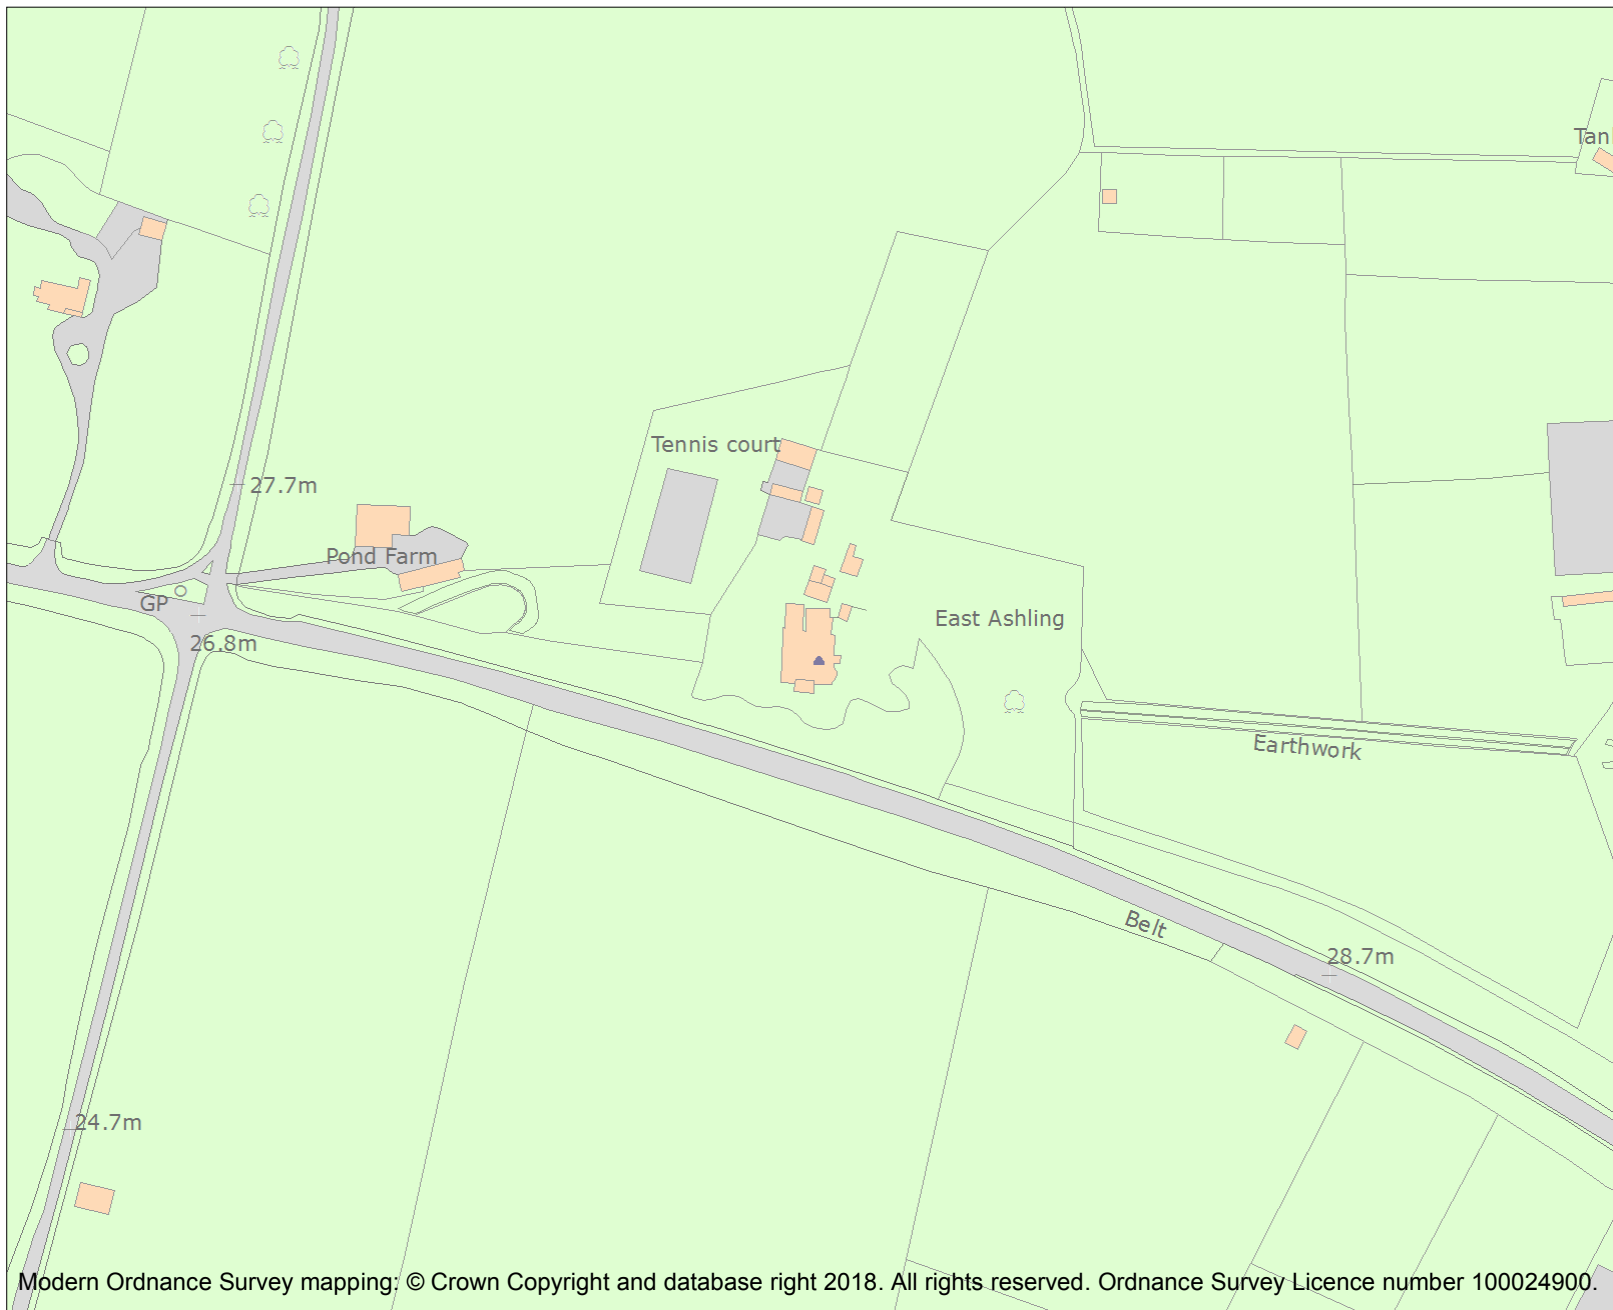 Tennis court
27.7m
Pond Farm
GP
East Ashling
26.8m
Earthwork
Belt
28.7m
24.7m
Modern Ordnance Survey mapping: © Crown Copyright and database right 2018. All rights reserved. Ordnance Survey Licence number 100024900.